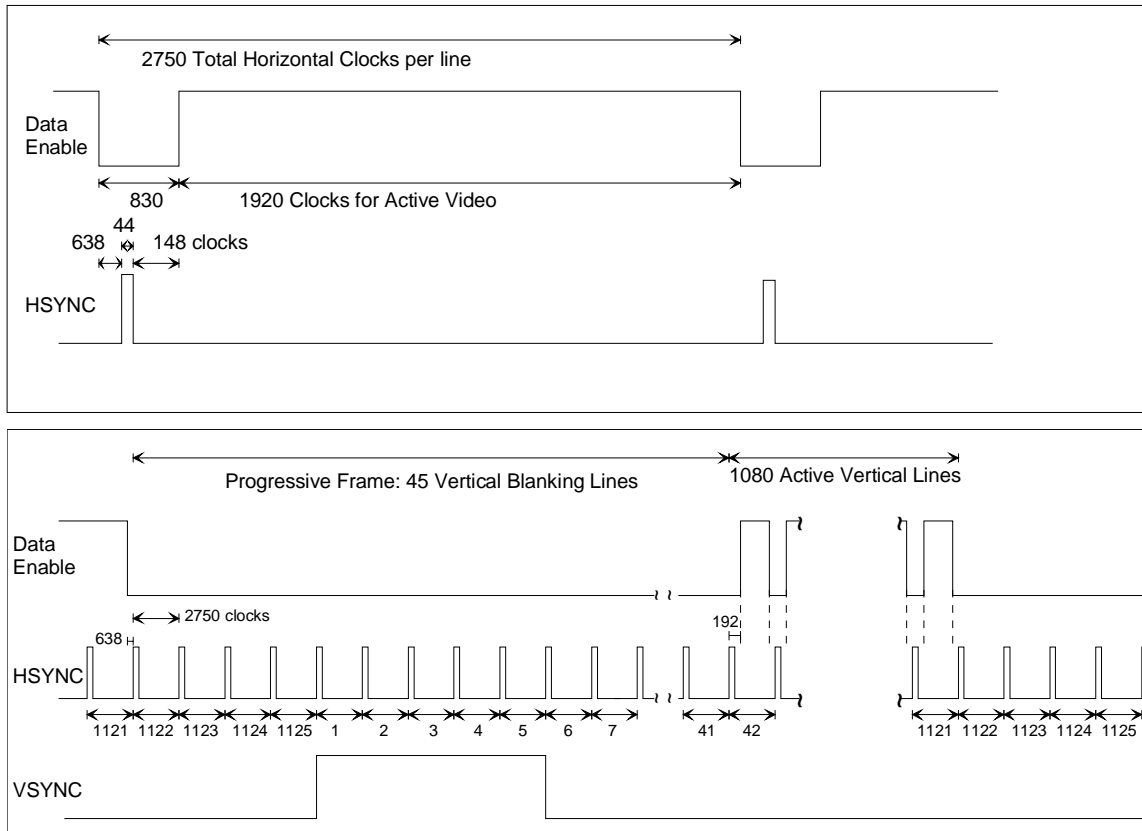 2750 Total Horizontal Clocks per line
Data
Enable
830
1920 Clocks for Active Video
44
638
148 clocks
HSYNC
Progressive Frame: 45 Vertical Blanking Lines
1080 Active Vertical Lines
Data
Enable
2750 clocks
638
192
HSYNC
1121 1122 1123 1124 1125 1 2 3 4 5 6 7 41 42 1121 1122 1123 1124 1125
VSYNC